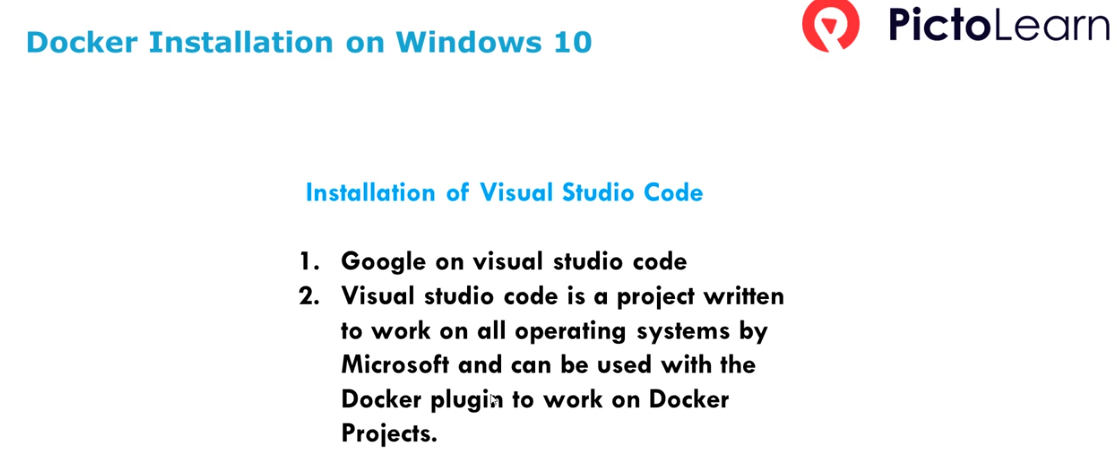 Docker Installation on Windows 10
PictoLearn
Installation of Visual Studio Code
1. Google on visual studio code
2. Visual studio code is a project written
to work on all operating systems by
Microsoft and can be used with the
Docker plugin to work on Docker
Projects.